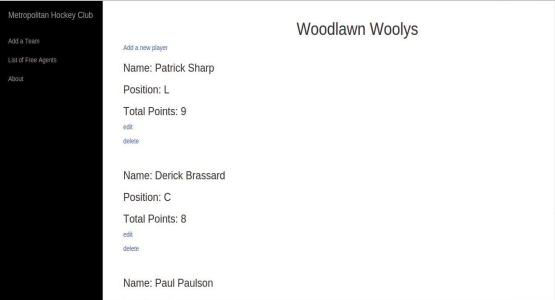 Metropolitan Hockey Club
Add a Team
List of Free Agents
About
Woodlawn Woolys
Add a new player
Name: Patrick Sharp
Position: L
Total Points: 9
edit
delete
Name: Derick Brassard
Position: C
Total Points: 8
edit
delete
Name: Paul Paulson